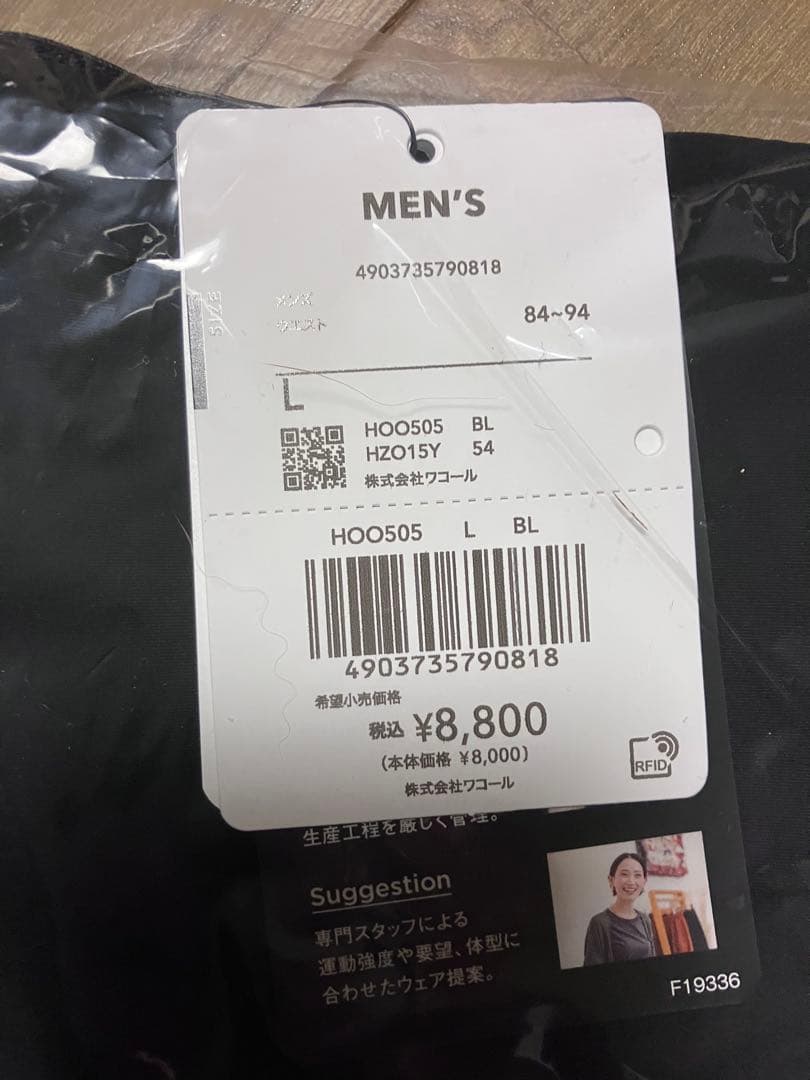 MEN'S
4903735790818
SIZE
メンズ
ウエスト 84~94
L
HOO505 BL
HZO15Y 54
株式会社ワコール
HOO505 L BL
4903735790818
希望小売価格
税込 ¥8,800
(本体価格 ¥8,000)
株式会社ワコール
RFID
生産工程を厳しく管理。
Suggestion
専門スタッフによる
運動強度や要望、体型に
合わせたウェア提案。
F19336